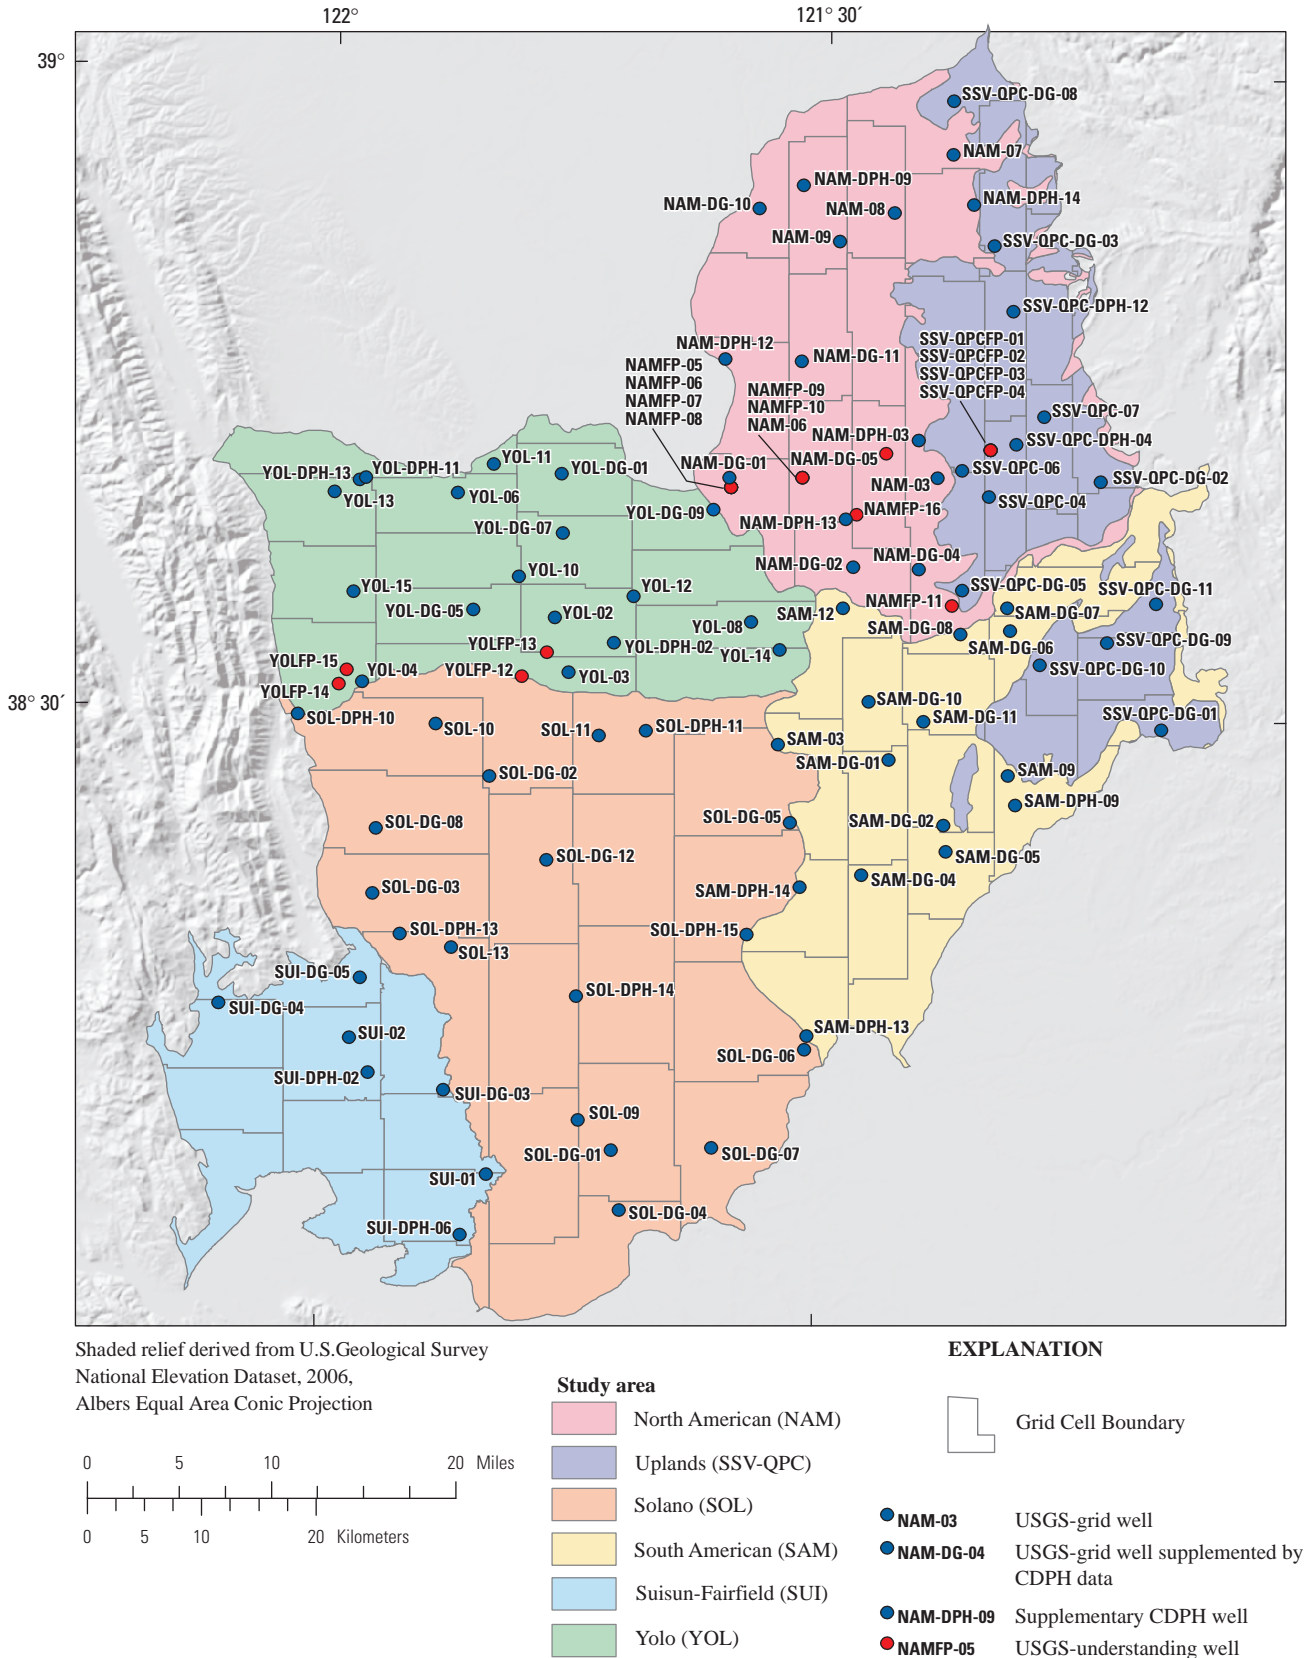 122°
121° 30´
39°
38° 30´
SSV-QPC-DG-08
NAM-07
NAM-DPH-09
NAM-DG-10
NAM-08
NAM-DPH-14
NAM-09
SSV-QPC-DG-03
SSV-QPC-DPH-12
SSV-QPCFP-01
SSV-QPCFP-02
SSV-QPCFP-03
SSV-QPCFP-04
NAM-DPH-12
NAM-DG-11
NAMFP-05
NAMFP-06
NAMFP-07
NAMFP-08
NAMFP-09
NAMFP-10
NAM-06
SSV-QPC-07
NAM-DPH-03
SSV-QPC-DPH-04
NAM-DG-01
NAM-DG-05
SSV-QPC-06
NAM-03
SSV-QPC-DG-02
SSV-QPC-04
YOL-DPH-13
YOL-DPH-11
YOL-11
YOL-DG-01
YOL-13
YOL-06
YOL-DG-09
NAM-DPH-13
NAMFP-16
YOL-DG-07
NAM-DG-02
NAM-DG-04
YOL-10
YOL-15
YOL-12
SSV-QPC-DG-05
SSV-QPC-DG-11
NAMFP-11
YOL-DG-05
YOL-02
SAM-12
SAM-DG-07
YOL-08
SAM-DG-08
YOLFP-13
YOL-DPH-02
YOL-14
SAM-DG-06
SSV-QPC-DG-09
YOLFP-15
YOL-04
YOLFP-12
YOL-03
SSV-QPC-DG-10
YOLFP-14
SOL-DPH-10
SOL-10
SOL-11
SOL-DPH-11
SAM-DG-10
SAM-DG-11
SSV-QPC-DG-01
SAM-03
SAM-DG-01
SOL-DG-02
SAM-09
SAM-DPH-09
SOL-DG-08
SOL-DG-05
SAM-DG-02
SOL-DG-12
SAM-DG-05
SOL-DG-03
SAM-DPH-14
SAM-DG-04
SOL-DPH-13
SOL-DPH-15
SOL-13
SUI-DG-05
SOL-DPH-14
SUI-DG-04
SUI-02
SAM-DPH-13
SOL-DG-06
SUI-DPH-02
SUI-DG-03
SOL-09
SOL-DG-01
SOL-DG-07
SUI-01
SOL-DG-04
SUI-DPH-06
Shaded relief derived from U.S.Geological Survey
National Elevation Dataset, 2006,
Albers Equal Area Conic Projection
0 5 10 20 Miles
0 5 10 20 Kilometers
EXPLANATION
Study area
North American (NAM)
Uplands (SSV-QPC)
Solano (SOL)
South American (SAM)
Suisun-Fairfield (SUI)
Yolo (YOL)
Grid Cell Boundary
NAM-03 USGS-grid well
NAM-DG-04 USGS-grid well supplemented by
CDPH data
NAM-DPH-09 Supplementary CDPH well
NAMFP-05 USGS-understanding well